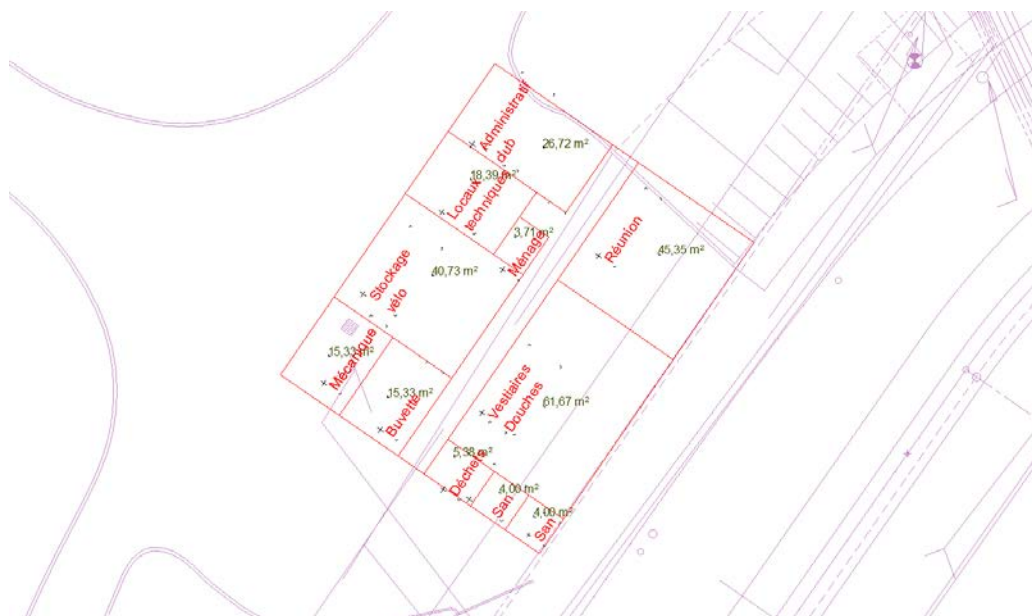 Administratif
club
26,72 m²
Locaux
technique
18,39 m²
3,71 m²
Ménage
Réunion
45,35 m²
Stockage
vélo
40,73 m²
Mécanique
15,33 m²
Buvette
15,33 m²
Vestiaires
Douches
61,67 m²
Déchets
5,38 m²
San
4,00 m²
San
4,00 m²